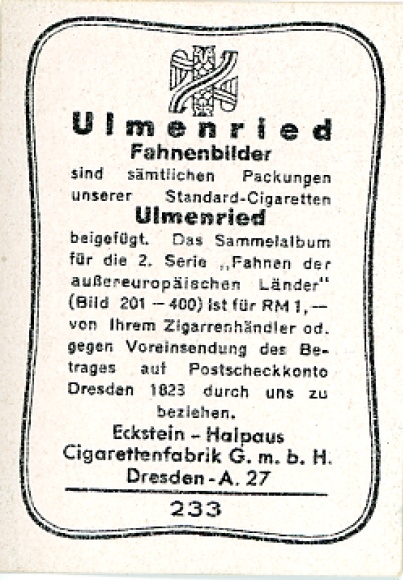 Ulmenried
Fahnenbilder
sind sämtlichen Packungen
unserer Standard-Cigaretten
Ulmenried
beigefügt. Das Sammelalbum
für die 2. Serie „Fahnen der
außereuropäischen Länder"
(Bild 201 — 400) ist für RM 1,—
von Ihrem Zigarrenhändler od.
gegen Voreinsendung des Be-
trages auf Postscheckkonto
Dresden 1823 durch uns zu
beziehen.
Eckstein - Halpaus
Cigarettenfabrik G. m. b. H.
Dresden-A. 27
233